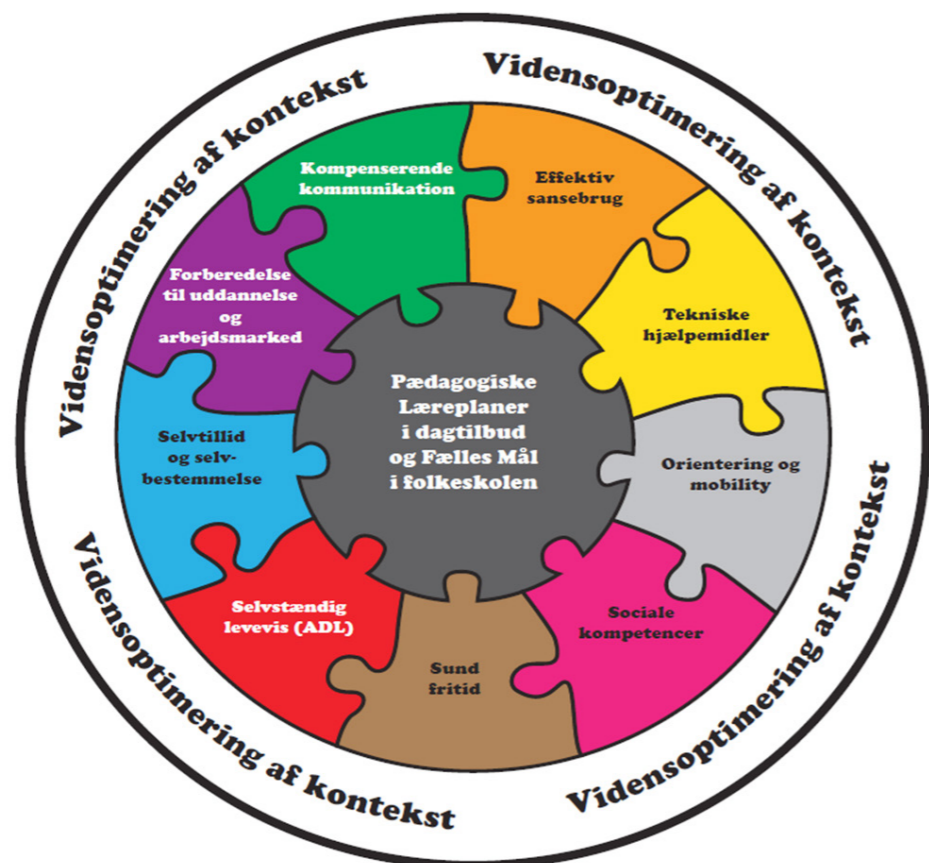 Vidensoptimering af kontekst
Vidensoptimering af kontekst
Kompenserende
kommunikation
Effektiv
sansebrug
Forberedelse
til uddannelse
og
arbejdsmarked
Tekniske
hjælpemidler
Pædagogiske
Læreplaner
i dagtilbud
og Fælles Mål
i folkeskolen
Selvtillid
og selv-
bestemmelse
Orientering og
mobility
Selvstændig
levevis (ADL)
Sociale
kompetencer
Sund
fritid
Vidensoptimering af kontekst
Vidensoptimering af kontekst